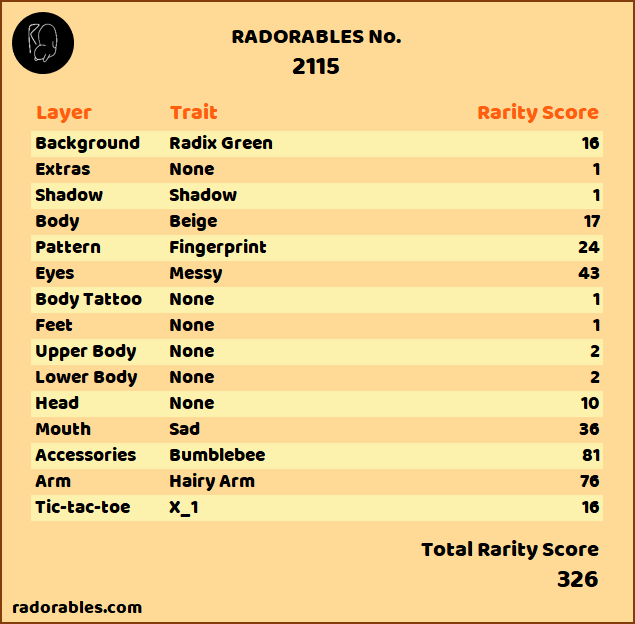 RADORABLES No.
2115
Layer Trait Rarity Score
Background Radix Green 16
Extras None 1
Shadow Shadow 1
Body Beige 17
Pattern Fingerprint 24
Eyes Messy 43
Body Tattoo None 1
Feet None 1
Upper Body None 2
Lower Body None 2
Head None 10
Mouth Sad 36
Accessories Bumblebee 81
Arm Hairy Arm 76
Tic-tac-toe X_1 16
Total Rarity Score
326
radorables.com